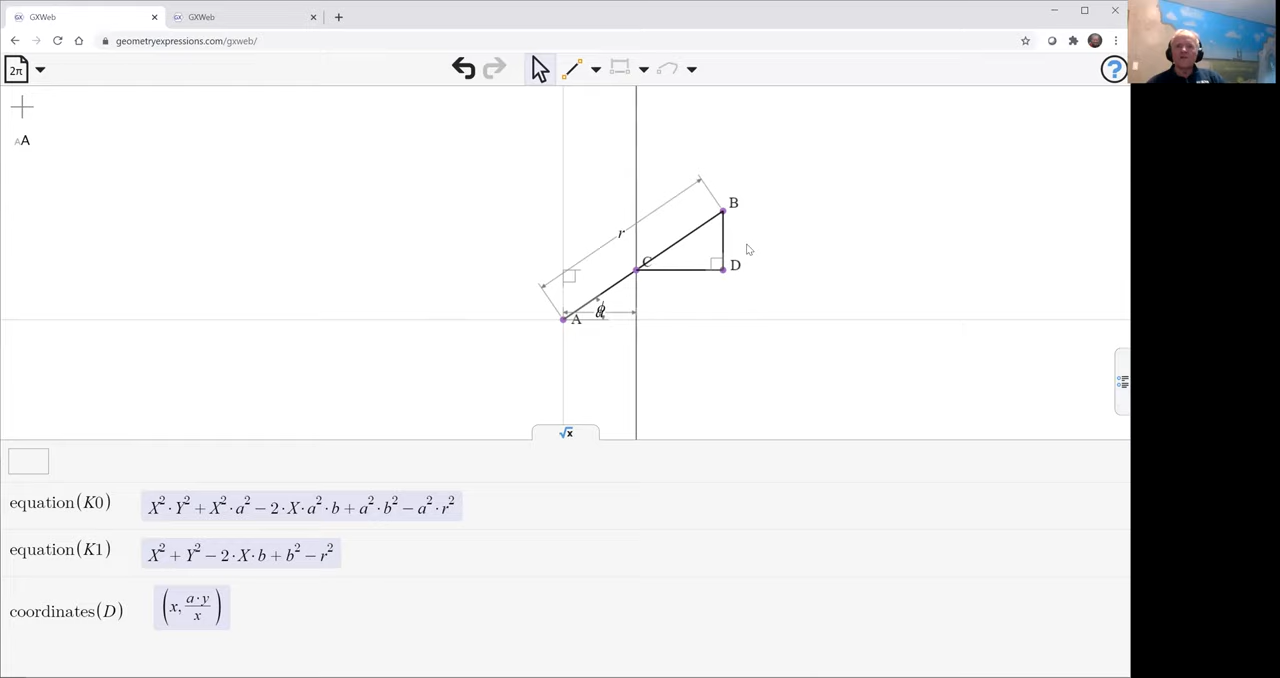 GXWeb
GXWeb
geometryexpressions.com/gxweb/
2π
?
AA
B
r
C
D
A
√x
equation(K0) X²·Y²+X²·a²−2·X·a²·b+a²·b²−a²·r²
equation(K1) X²+Y²−2·X·b+b²−r²
coordinates(D) (x, a·y/x)